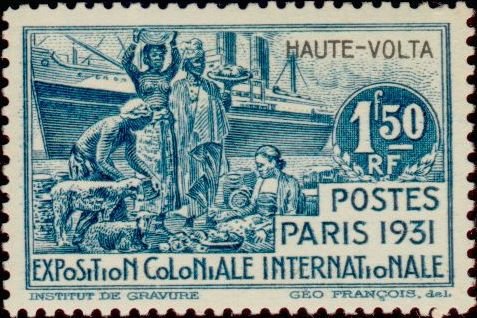 HAUTE-VOLTA
1F50
RF
POSTES
PARIS 1931
EXPOSITION COLONIALE INTERNATIONALE
INSTITUT DE GRAVURE
GÉO FRANÇOIS, del.